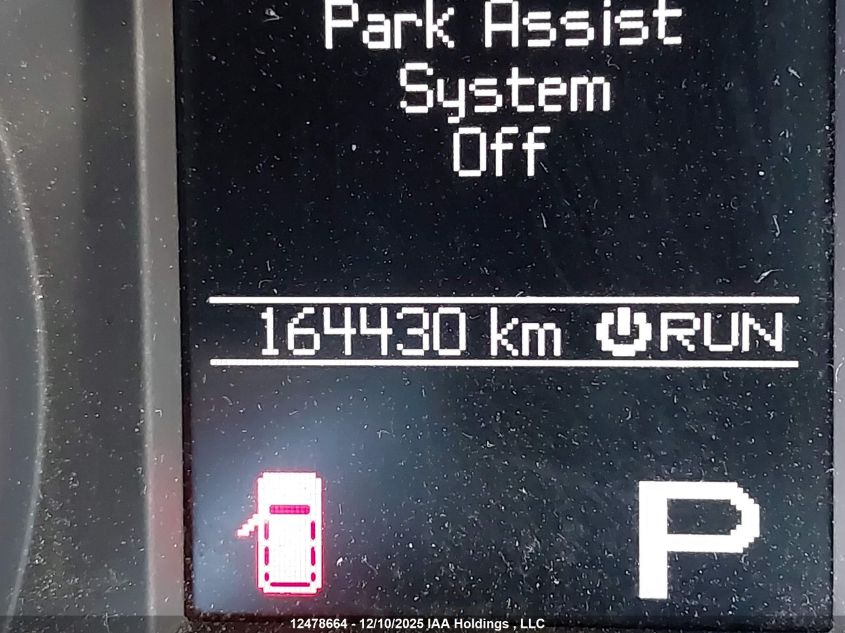 Park Assist
System
Off
164430 km RUN
P
12478664 - 12/10/2025 IAA Holdings , LLC